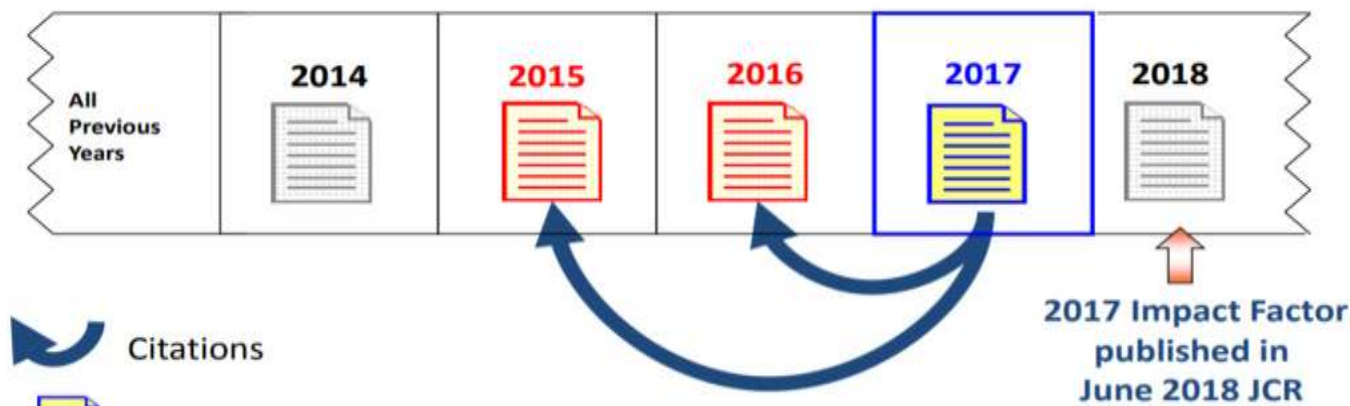 All
Previous
Years
2014
2015
2016
2017
2018
Citations
2017 Impact Factor
published in
June 2018 JCR